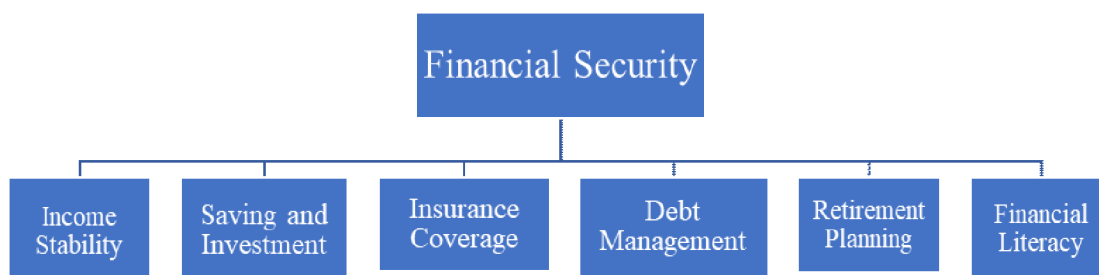 Financial Security
Income
Stability
Saving and
Investment
Insurance
Coverage
Debt
Management
Retirement
Planning
Financial
Literacy